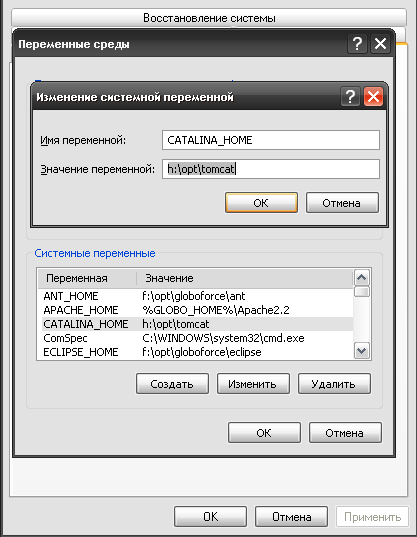 Восстановление системы
Переменные среды
Изменение системной переменной
Имя переменной: CATALINA_HOME
Значение переменной: h:\opt\tomcat
OK Отмена
Системные переменные
Переменная Значение
ANT_HOME f:\opt\globoforce\ant
APACHE_HOME %GLOBO_HOME%\Apache2.2
CATALINA_HOME h:\opt\tomcat
ComSpec C:\WINDOWS\system32\cmd.exe
ECLIPSE_HOME f:\opt\globoforce\eclipse
Создать Изменить Удалить
OK Отмена
OK Отмена Применить